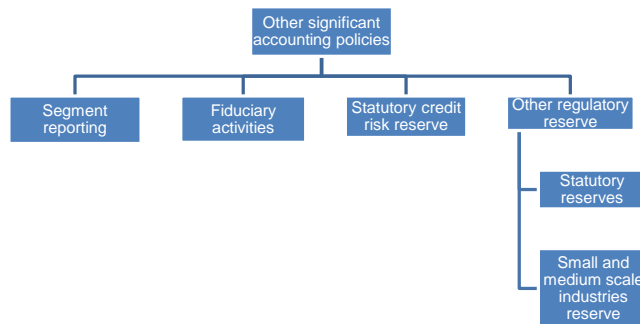 Other significant
accounting policies
Segment
reporting
Fiduciary
activities
Statutory credit
risk reserve
Other regulatory
reserve
Statutory
reserves
Small and
medium scale
industries
reserve